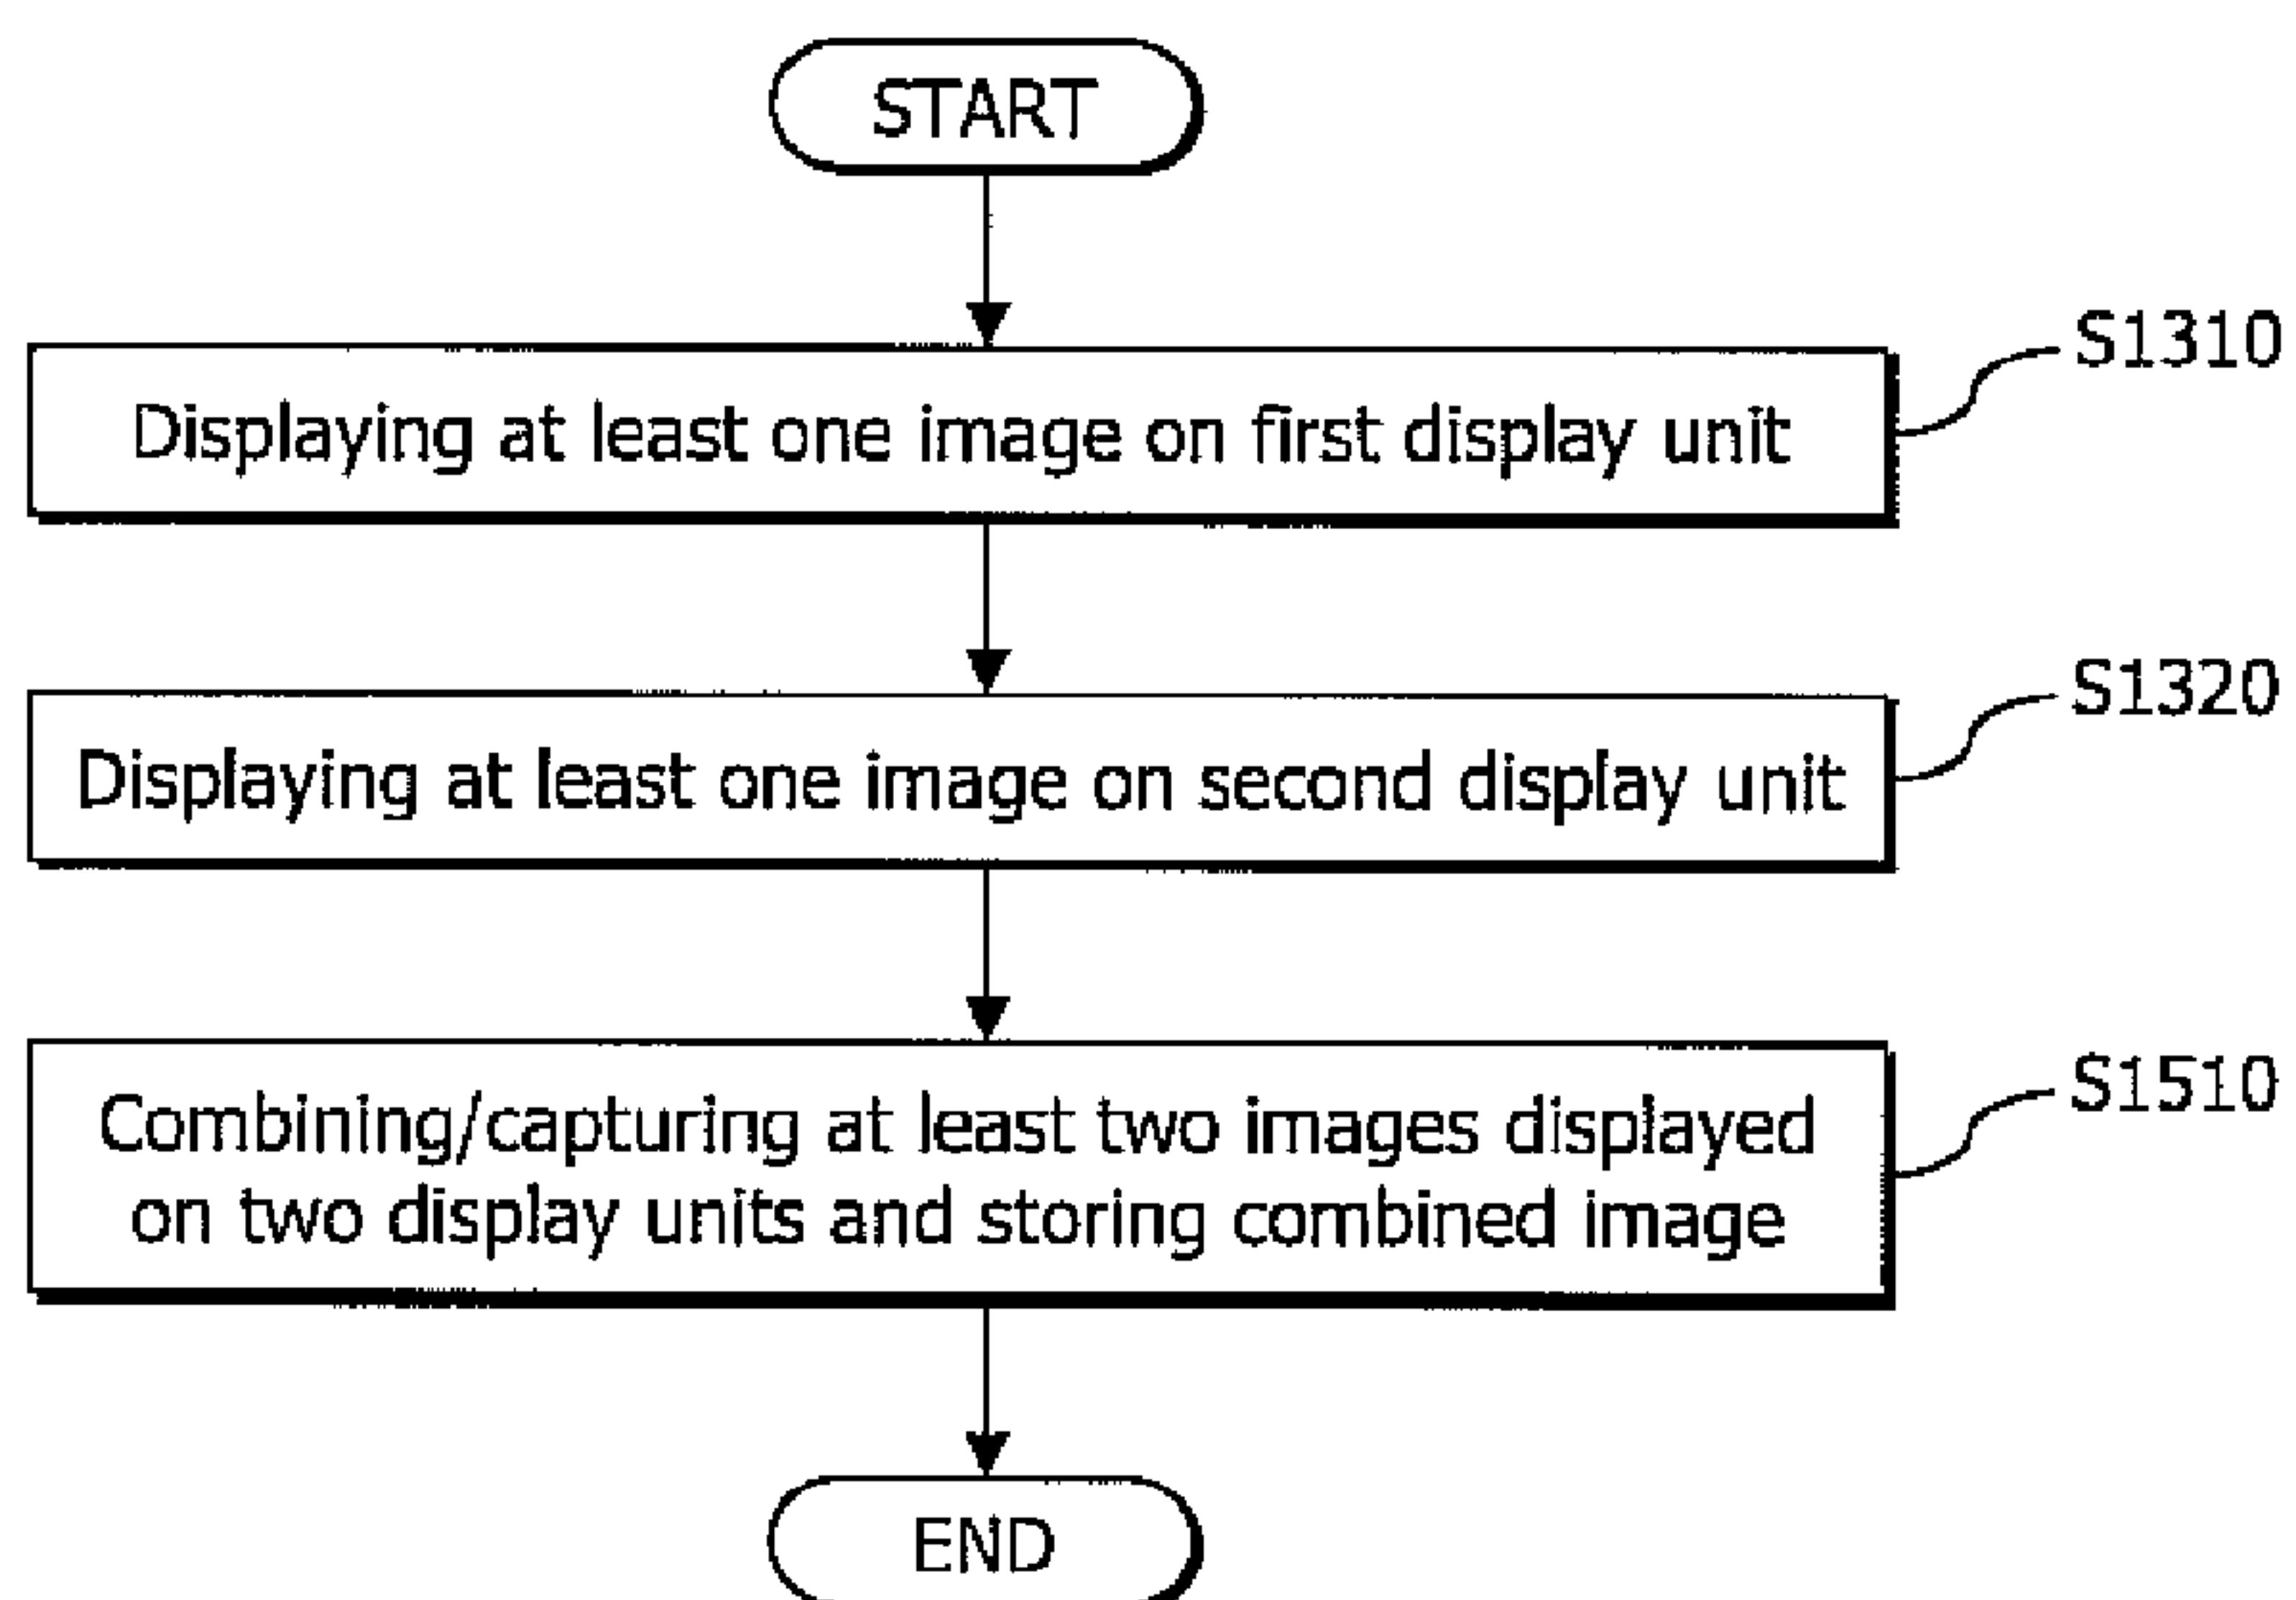 START
S1310
Displaying at least one image on first display unit
S1320
Displaying at least one image on second display unit
S1510
Combining/capturing at least two images displayed
on two display units and storing combined image
END